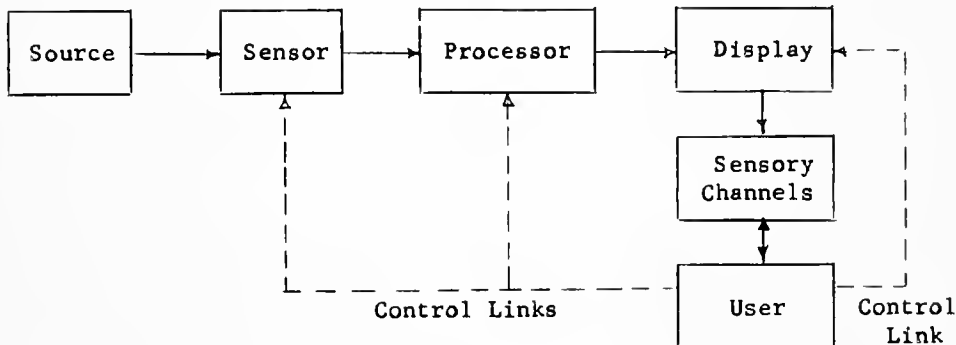 Source
Sensor
Processor
Display
Sensory
Channels
Control Links
User
Control
Link